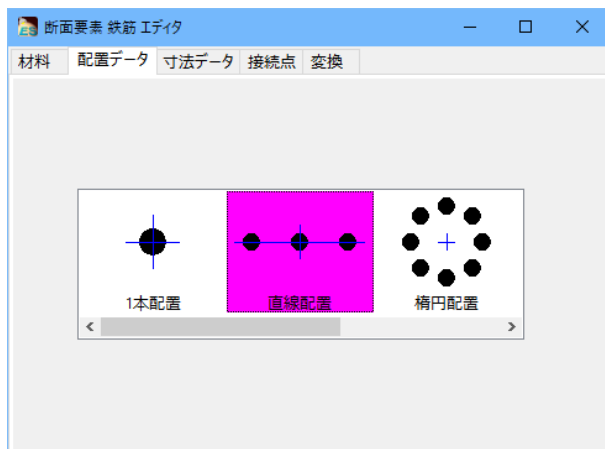 断面要素 鉄筋 エディタ
材料 配置データ 寸法データ 接続点 変換
1本配置 直線配置 楕円配置